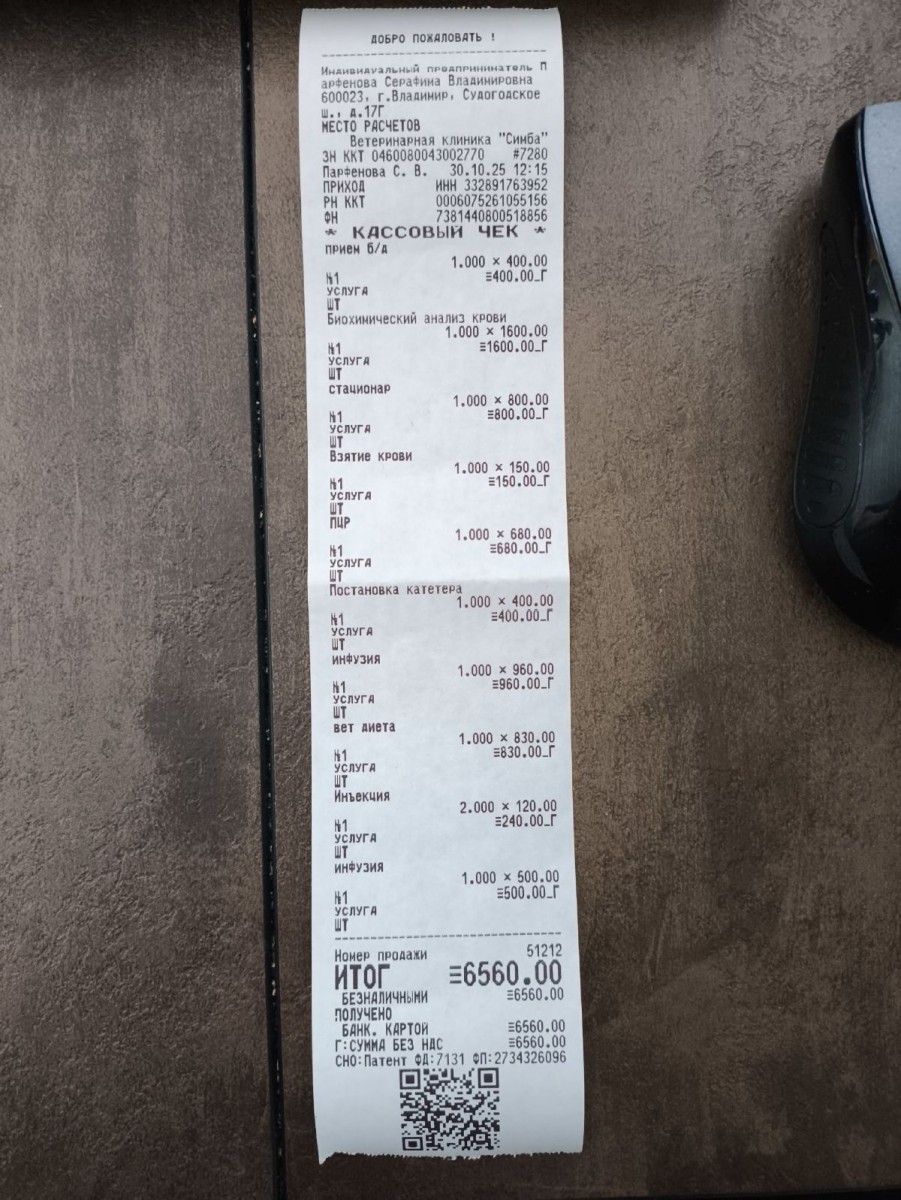 ДОБРО ПОЖАЛОВАТЬ !
Индивидуальный предприниматель П
арфенова Серафина Владимировна
600023, г.Владимир, Судогодское
ш., д.17Г
МЕСТО РАСЧЕТОВ
Ветеринарная клиника "Симба"
ЗН ККТ 0460080043002770 #7280
Парфенова С. В. 30.10.25 12:15
ПРИХОД ИНН 332891763952
РН ККТ 0006075261055156
ФН 7381440800518856
* КАССОВЫЙ ЧЕК *
прием б/д
1.000 × 400.00
№1 ≡400.00_Г
УСЛУГА
ШТ
Биохимический анализ крови
1.000 × 1600.00
№1 ≡1600.00_Г
УСЛУГА
ШТ
стационар
1.000 × 800.00
№1 ≡800.00_Г
УСЛУГА
ШТ
Взятие крови
1.000 × 150.00
№1 ≡150.00_Г
УСЛУГА
ШТ
ПЦР
1.000 × 680.00
№1 ≡680.00_Г
УСЛУГА
ШТ
Постановка катетера
1.000 × 400.00
№1 ≡400.00_Г
УСЛУГА
ШТ
инфузия
1.000 × 960.00
№1 ≡960.00_Г
УСЛУГА
ШТ
вет диета
1.000 × 830.00
№1 ≡830.00_Г
УСЛУГА
ШТ
Инъекция
2.000 × 120.00
№1 ≡240.00_Г
УСЛУГА
ШТ
инфузия
1.000 × 500.00
№1 ≡500.00_Г
УСЛУГА
ШТ
Номер продажи 51212
ИТОГ ≡6560.00
БЕЗНАЛИЧНЫМИ ≡6560.00
ПОЛУЧЕНО
БАНК. КАРТОЙ ≡6560.00
Г:СУММА БЕЗ НДС ≡6560.00
СНО:Патент ФД:7131 ФП:2734326096